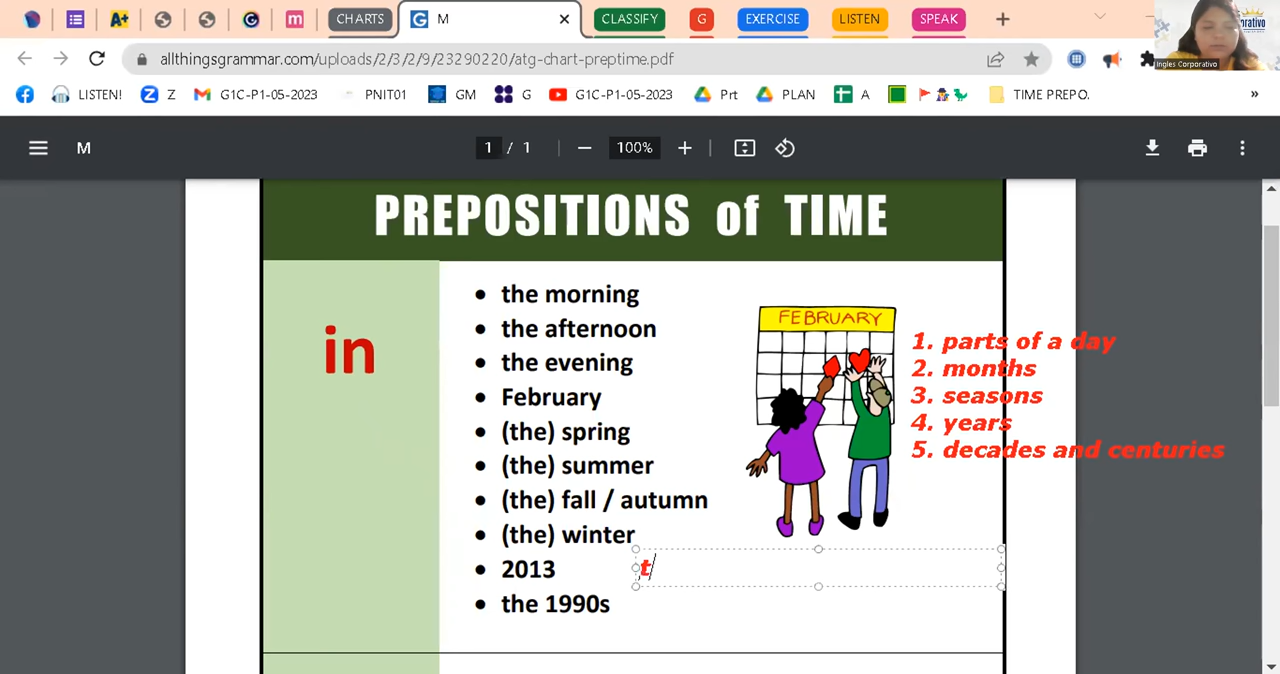 CHARTS
M
CLASSIFY
G
EXERCISE
LISTEN
SPEAK
allthingsgrammar.com/uploads/2/3/2/9/23290220/atg-chart-preptime.pdf
Ingles Corporativo
LISTEN!
Z
G1C-P1-05-2023
PNIT01
GM
G
G1C-P1-05-2023
Prt
PLAN
A
TIME PREPO.
»
M
1 / 1
100%
PREPOSITIONS of TIME
in
• the morning
• the afternoon
• the evening
• February
• (the) spring
• (the) summer
• (the) fall / autumn
• (the) winter
• 2013
• the 1990s
FEBRUARY
1. parts of a day
2. months
3. seasons
4. years
5. decades and centuries
t